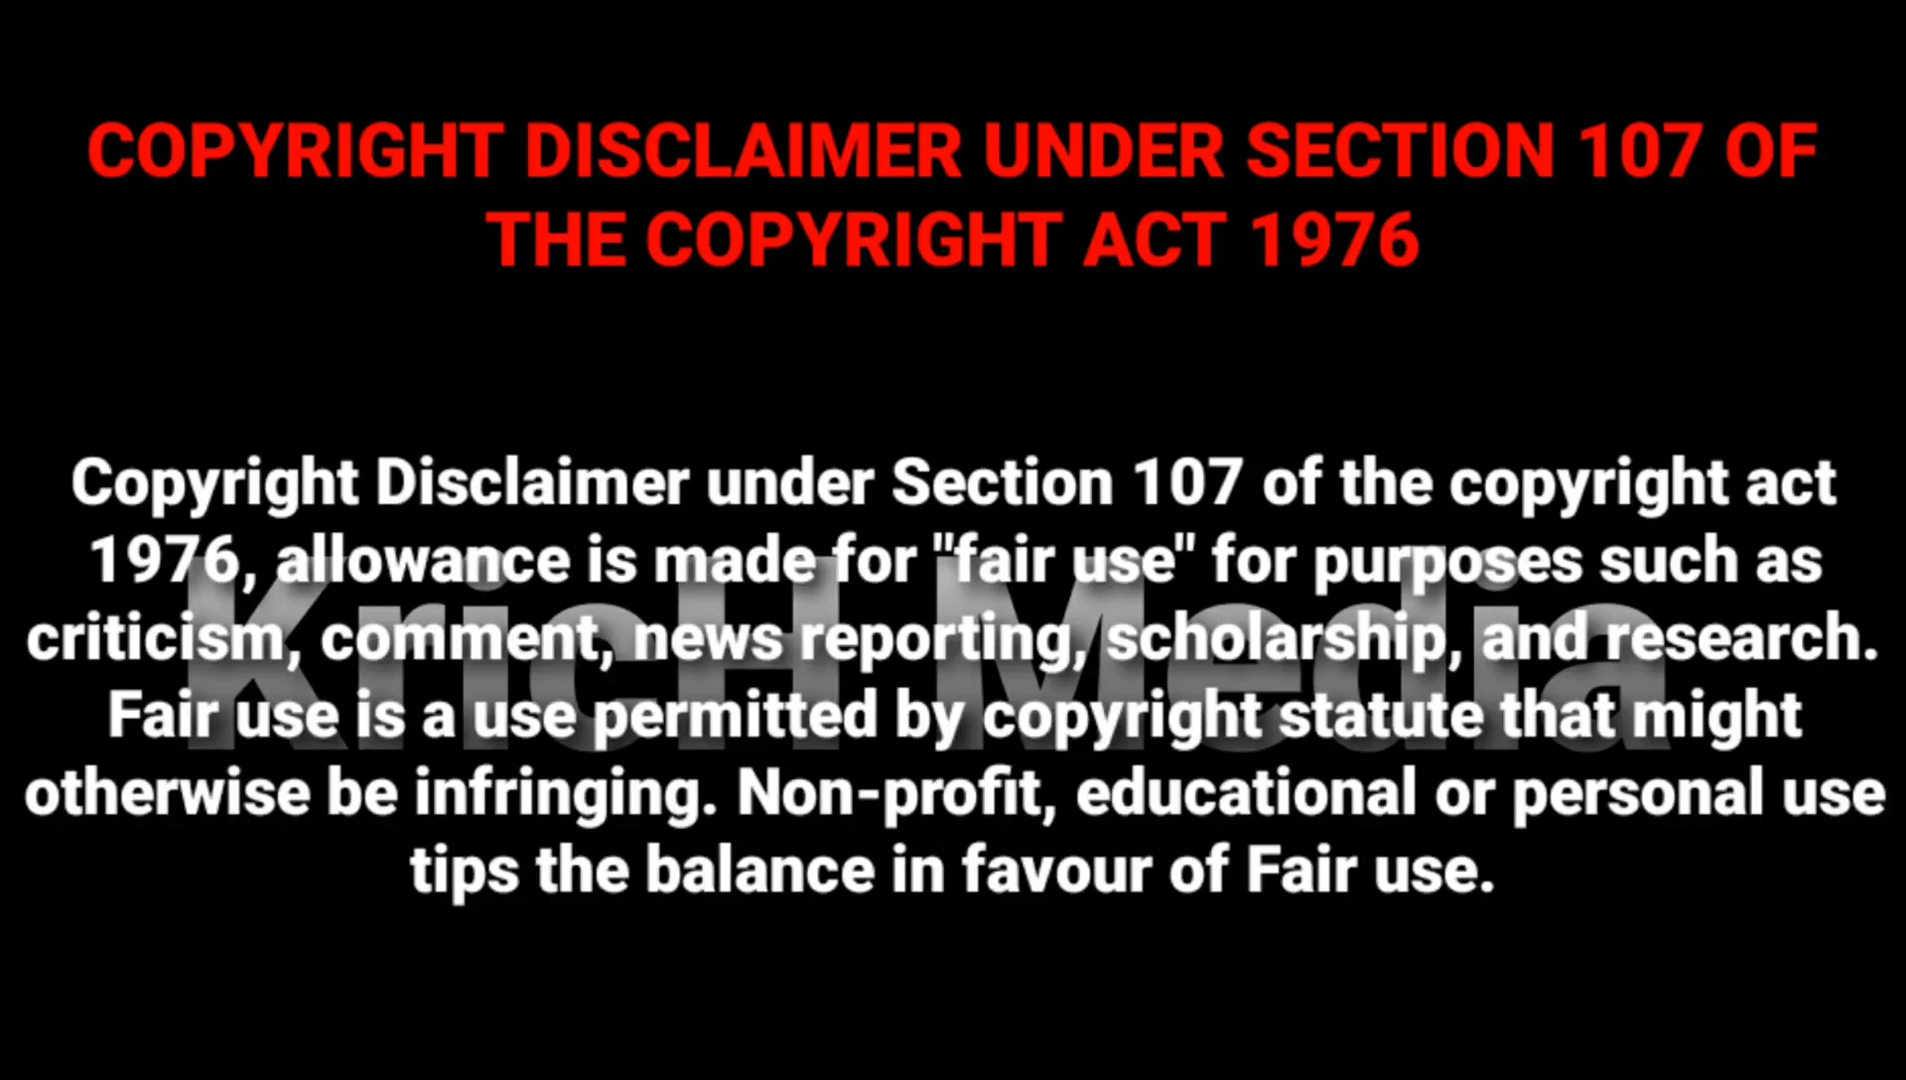 COPYRIGHT DISCLAIMER UNDER SECTION 107 OF
THE COPYRIGHT ACT 1976
Copyright Disclaimer under Section 107 of the copyright act
1976, allowance is made for "fair use" for purposes such as
criticism, comment, news reporting, scholarship, and research.
Fair use is a use permitted by copyright statute that might
otherwise be infringing. Non-profit, educational or personal use
tips the balance in favour of Fair use.
KricH Media